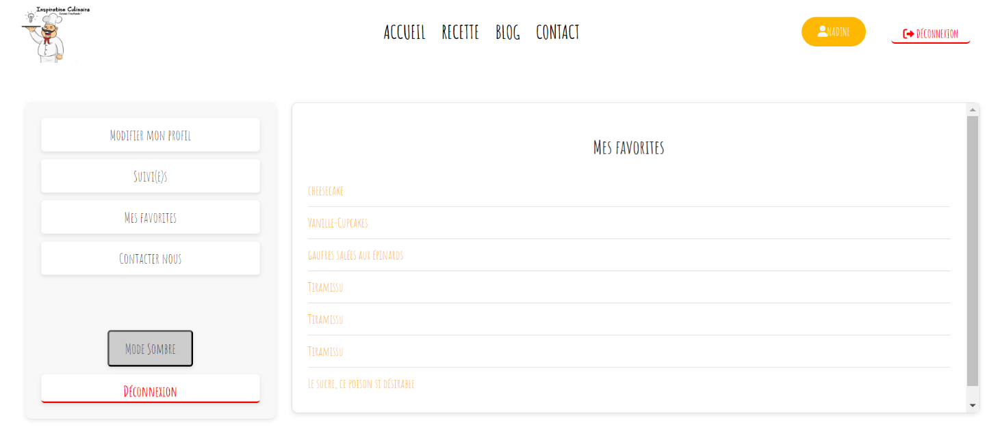 Inspiration Culinaire
ACCUEIL RECETTE BLOG CONTACT
NADINE
DÉCONNEXION
Modifier mon profil
Suivi(e)s
Mes favorites
Contacter nous
Mode Sombre
Déconnexion
Mes favorites
cheesecake
Vanille-Cupcakes
gaufres salées aux épinards
Tiramissu
Tiramissu
Tiramissu
Le sucre, ce poison si désirable